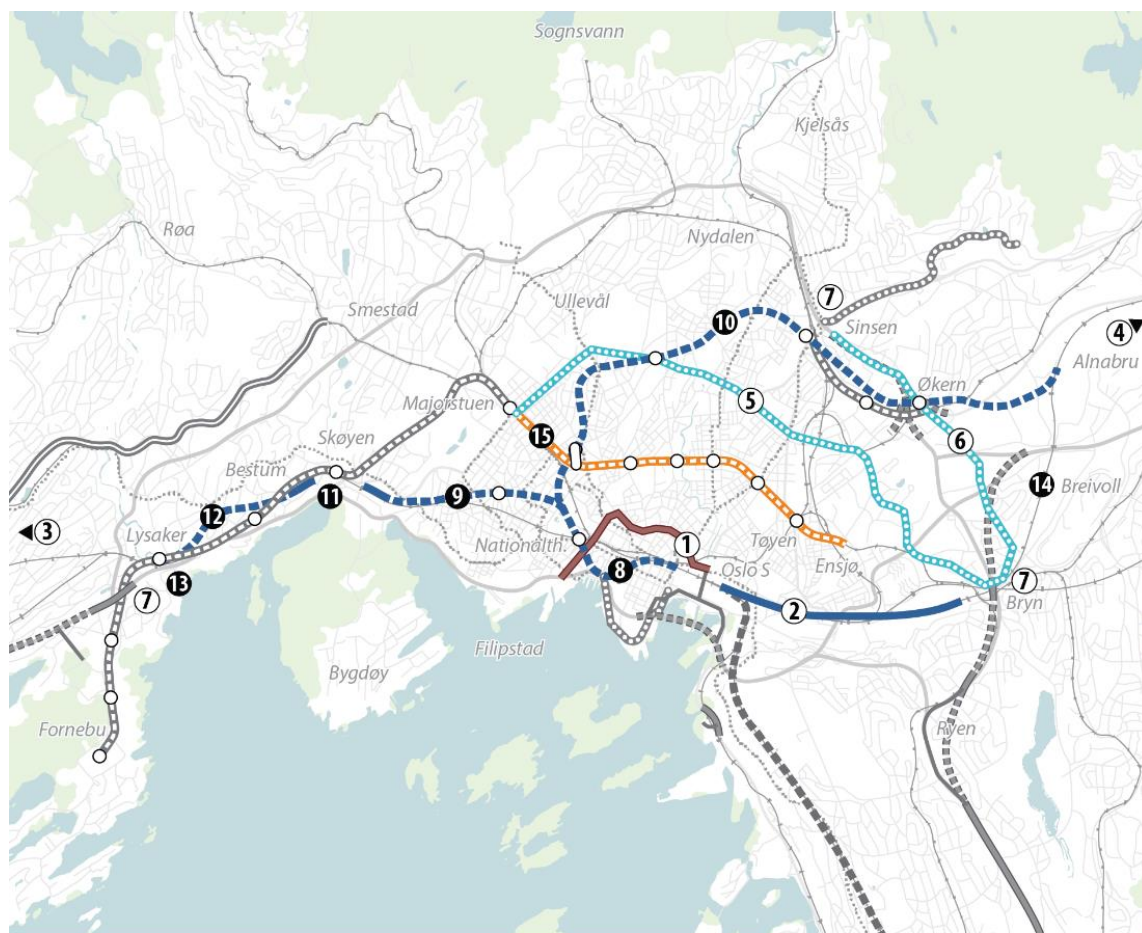 Sognsvann
Kjelsås
Røa
Nydalen
Smestad
Ullevål
7
10
Sinsen
4
Alnabru
Majorstuen
Økern
5
15
Skøyen
6
Bestum
11
9
14
Breivoll
12
3
Lysaker
Nationalth.
1
Tøyen
8
Oslo S
Ensjø
13
7
7
Bryn
2
Filipstad
Bygdøy
Fornebu
Ryen